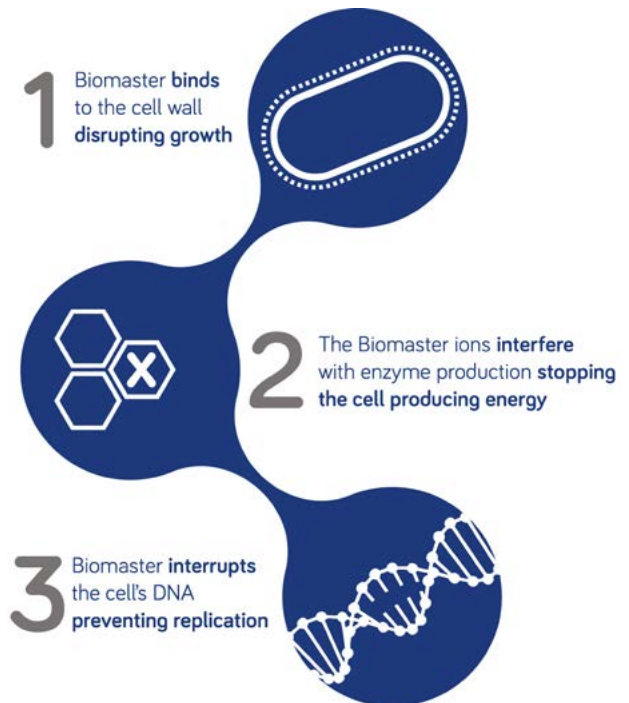 1
Biomaster binds
to the cell wall
disrupting growth
X
2
The Biomaster ions interfere
with enzyme production stopping
the cell producing energy
3
Biomaster interrupts
the cell's DNA
preventing replication